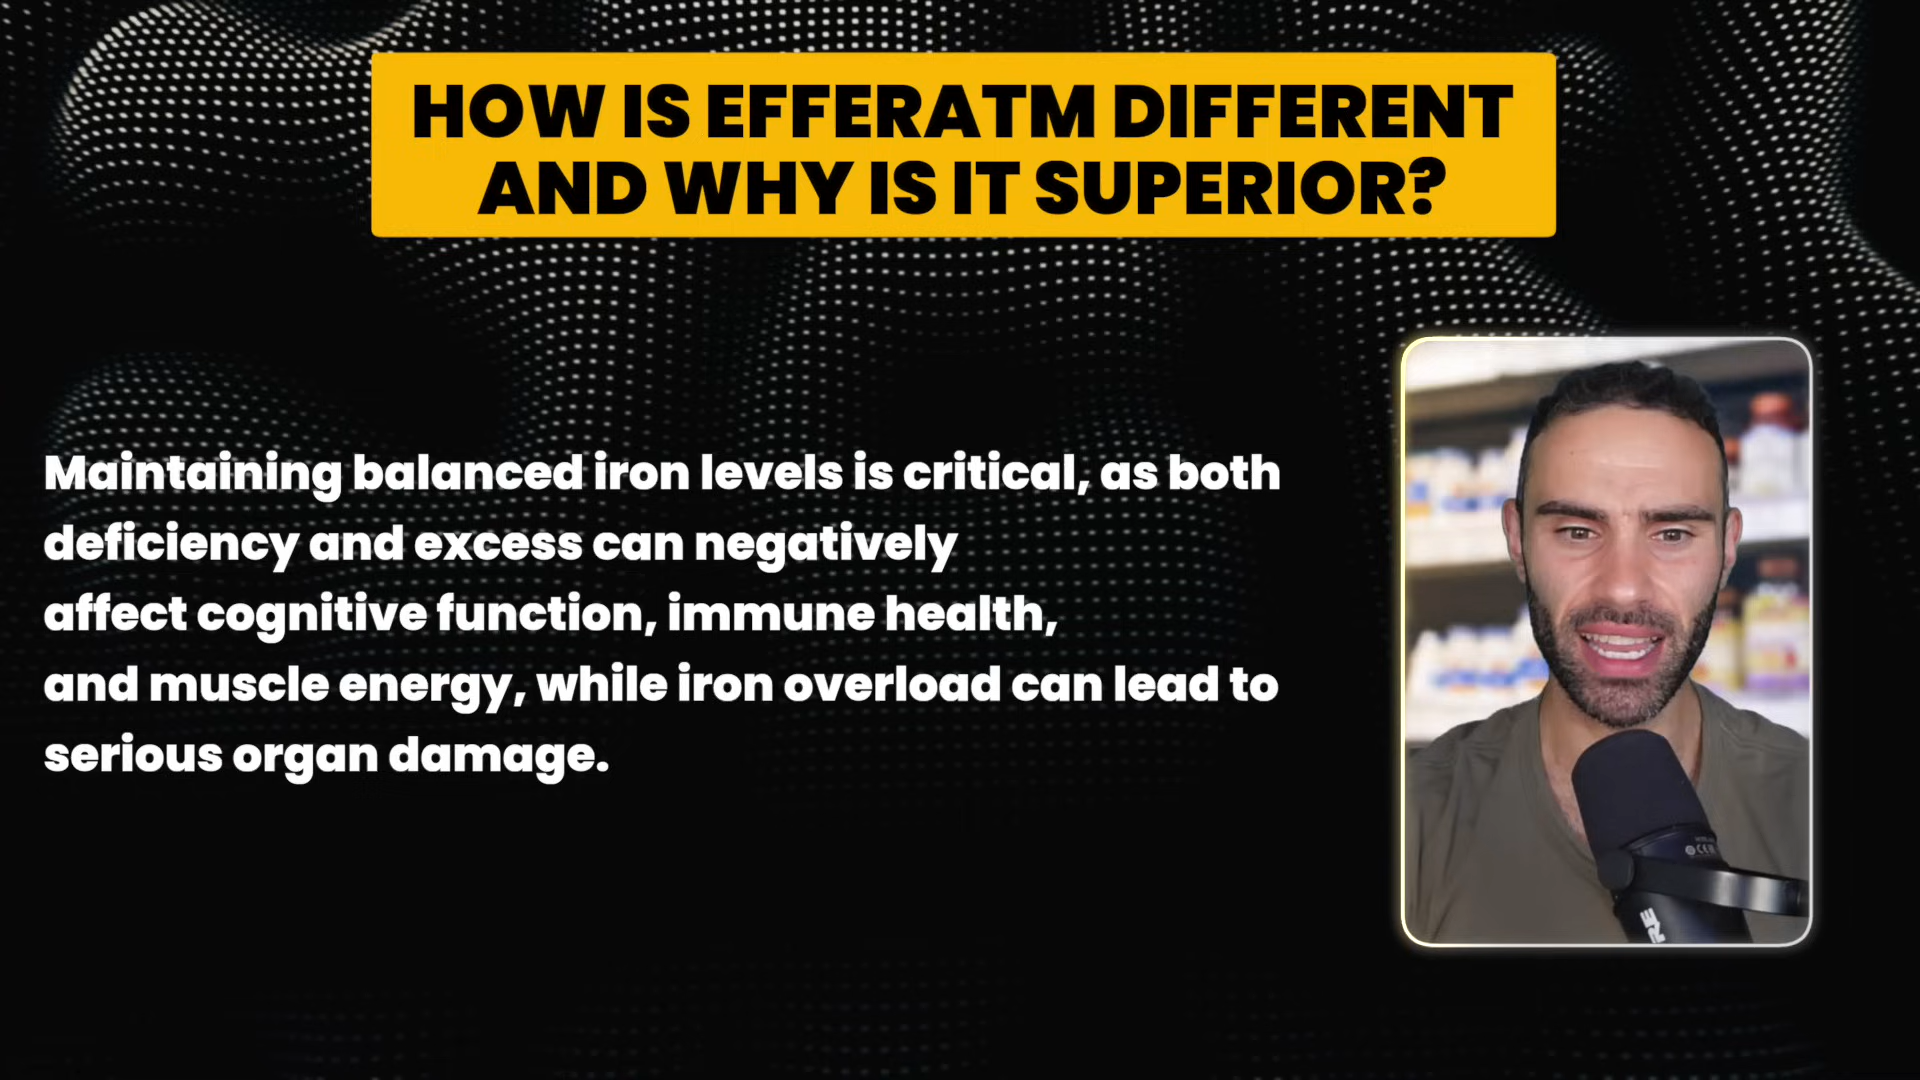 HOW IS EFFERATM DIFFERENT
AND WHY IS IT SUPERIOR?
Maintaining balanced iron levels is critical, as both
deficiency and excess can negatively
affect cognitive function, immune health,
and muscle energy, while iron overload can lead to
serious organ damage.